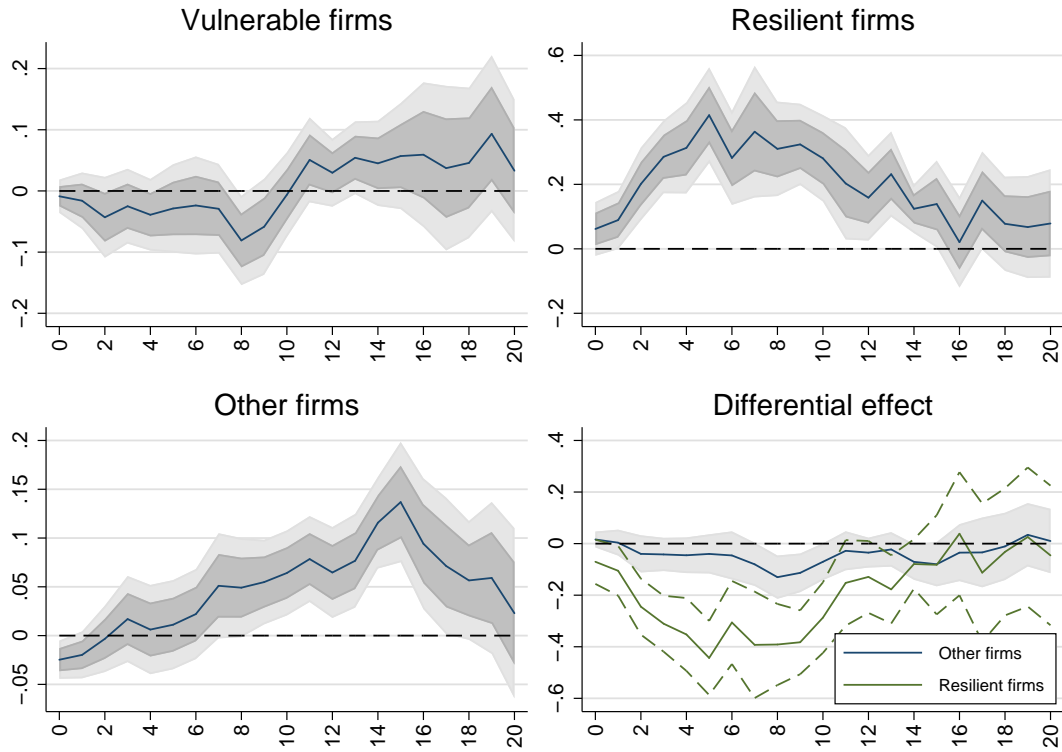 Vulnerable firms
.2
.1
0
-.1
-.2
0 2 4 6 8 10 12 14 16 18 20
Resilient firms
.6
.4
.2
0
-.2
0 2 4 6 8 10 12 14 16 18 20
Other firms
.2
.15
.1
.05
0
-.05
0 2 4 6 8 10 12 14 16 18 20
Differential effect
.4
.2
0
-.2
-.4
-.6
0 2 4 6 8 10 12 14 16 18 20
Other firms
Resilient firms